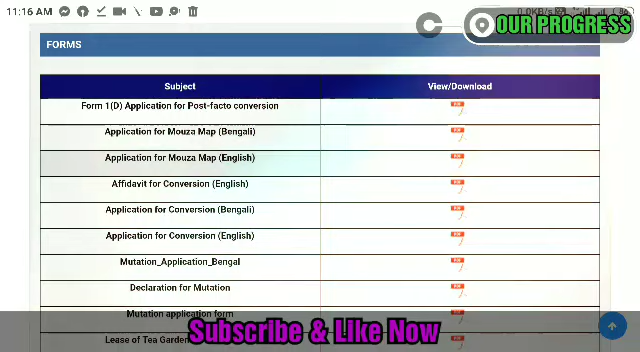 11:16 AM
OUR PROGRESS
FORMS
Subject View/Download
Form 1(D) Application for Post-facto conversion
Application for Mouza Map (Bengali)
Application for Mouza Map (English)
Affidavit for Conversion (English)
Application for Conversion (Bengali)
Application for Conversion (English)
Mutation_Application_Bengal
Declaration for Mutation
Mutation application form
Subscribe & Like Now
Lease of Tea Garden